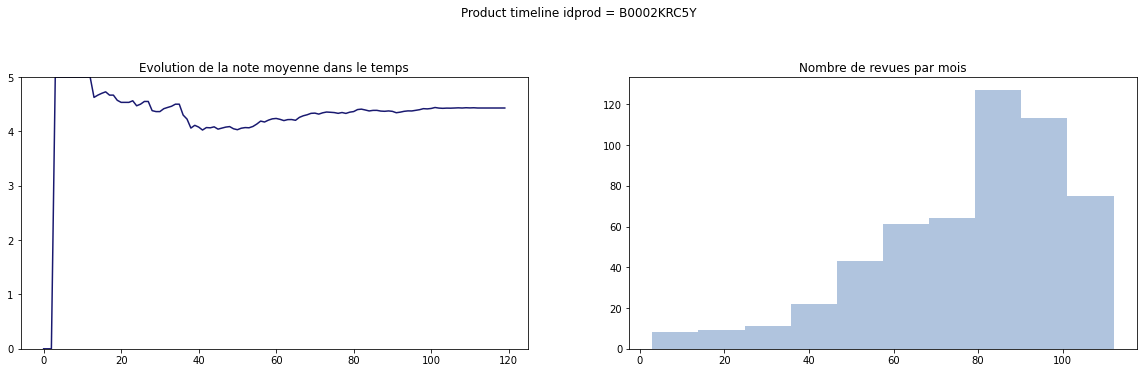 Product timeline idprod = B0002KRC5Y
Evolution de la note moyenne dans le temps
5
4
3
2
1
0
0 20 40 60 80 100 120
Nombre de revues par mois
120
100
80
60
40
20
0
0 20 40 60 80 100